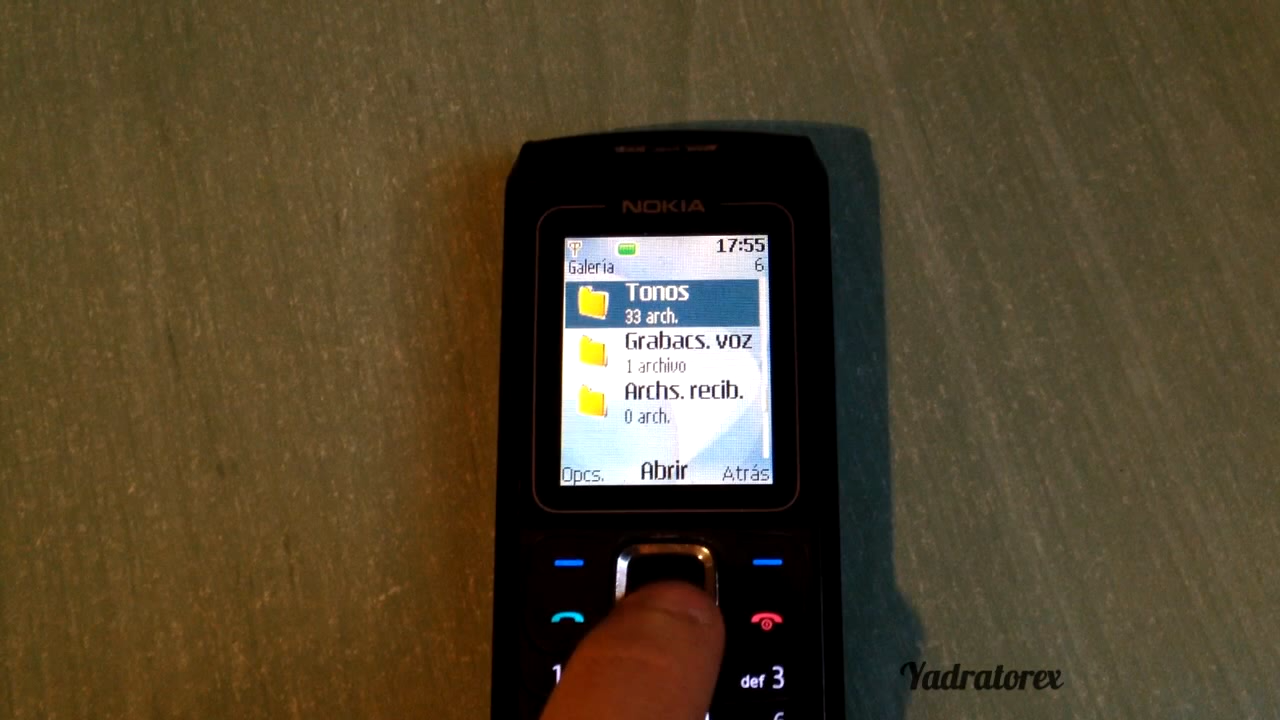 NOKIA
17:55
Galería 6
Tonos
33 arch.
Grabacs. voz
1 archivo
Archs. recib.
0 arch.
Opcs. Abrir Atrás
1
def 3
Yadratorex